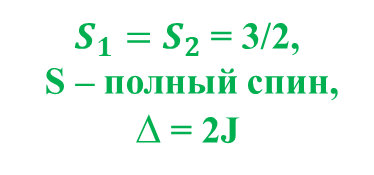 S₁ = S₂ = 3/2,
S – полный спин,
Δ = 2J